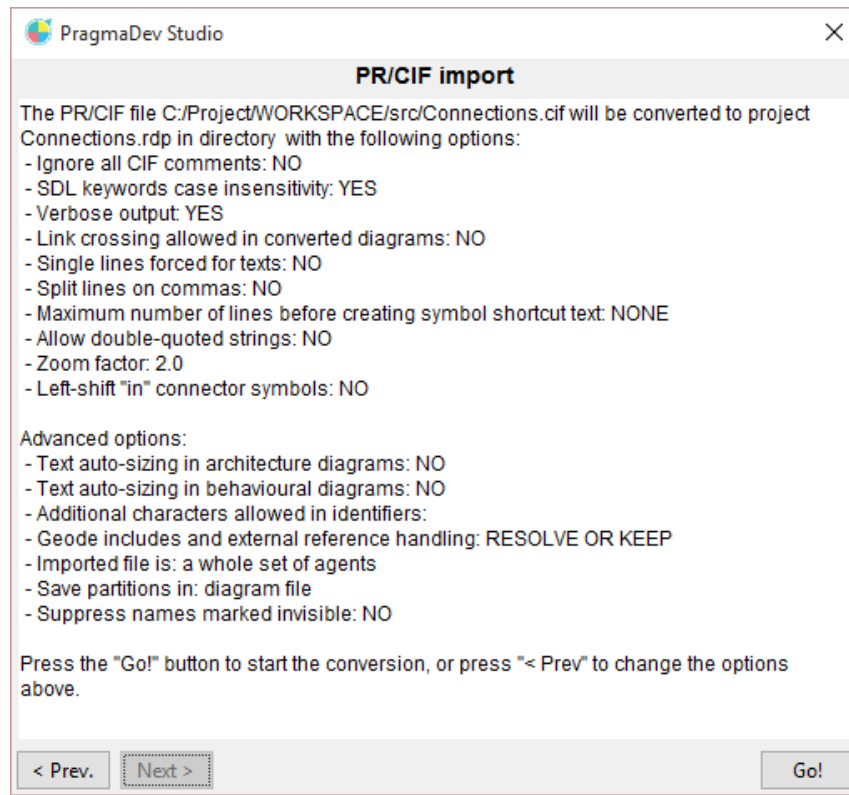 PragmaDev Studio
PR/CIF import
The PR/CIF file C:/Project/WORKSPACE/src/Connections.cif will be converted to project
Connections.rdp in directory  with the following options:
- Ignore all CIF comments: NO
- SDL keywords case insensitivity: YES
- Verbose output: YES
- Link crossing allowed in converted diagrams: NO
- Single lines forced for texts: NO
- Split lines on commas: NO
- Maximum number of lines before creating symbol shortcut text: NONE
- Allow double-quoted strings: NO
- Zoom factor: 2.0
- Left-shift "in" connector symbols: NO
Advanced options:
- Text auto-sizing in architecture diagrams: NO
- Text auto-sizing in behavioural diagrams: NO
- Additional characters allowed in identifiers:
- Geode includes and external reference handling: RESOLVE OR KEEP
- Imported file is: a whole set of agents
- Save partitions in: diagram file
- Suppress names marked invisible: NO
Press the "Go!" button to start the conversion, or press "< Prev" to change the options
above.
< Prev. Next > Go!